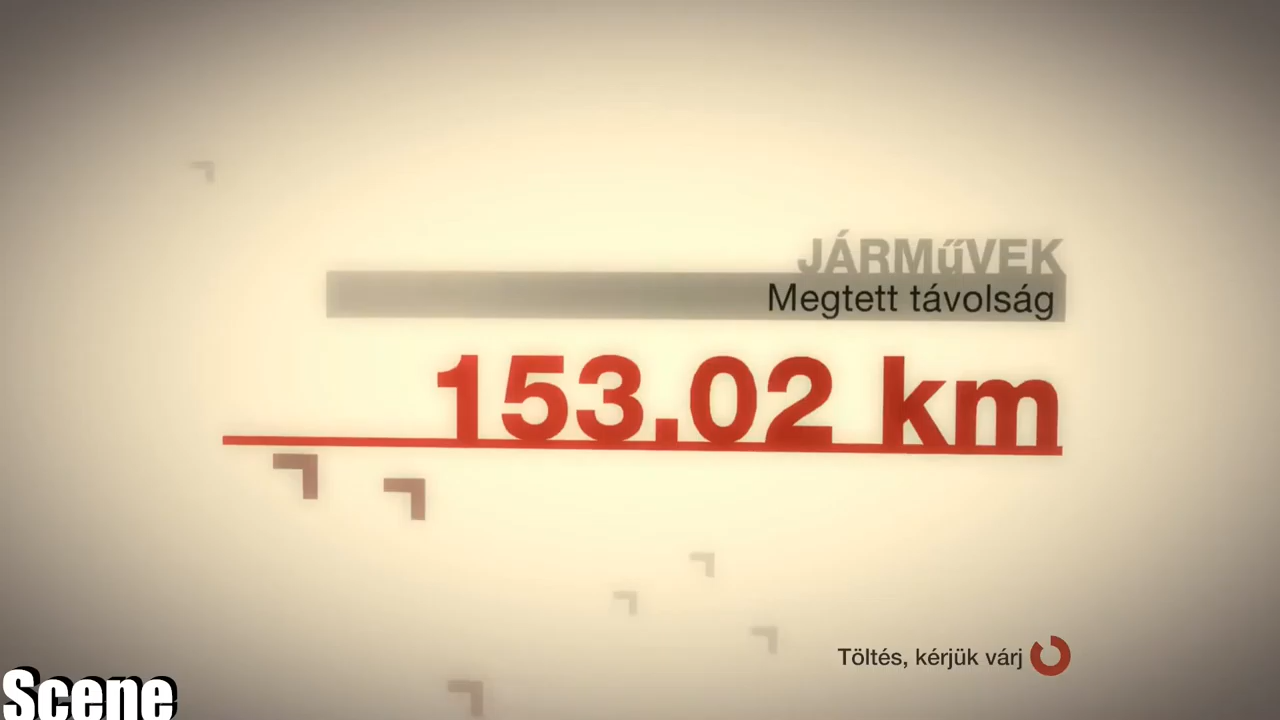 JÁRMűVEK
Megtett távolság
153.02 km
Töltés, kérjük várj
Scene